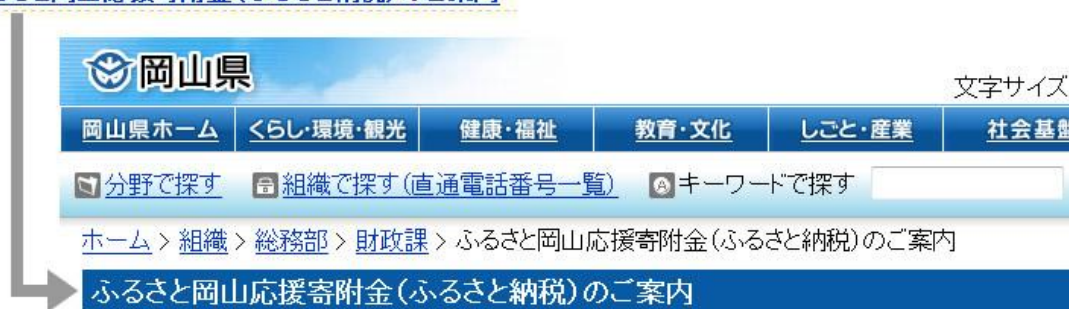 岡山県
文字サイズ
岡山県ホーム くらし・環境・観光 健康・福祉 教育・文化 しごと・産業 社会基盤
分野で探す 組織で探す(直通電話番号一覧) キーワードで探す
ホーム > 組織 > 総務部 > 財政課 > ふるさと岡山応援寄附金(ふるさと納税)のご案内
ふるさと岡山応援寄附金(ふるさと納税)のご案内